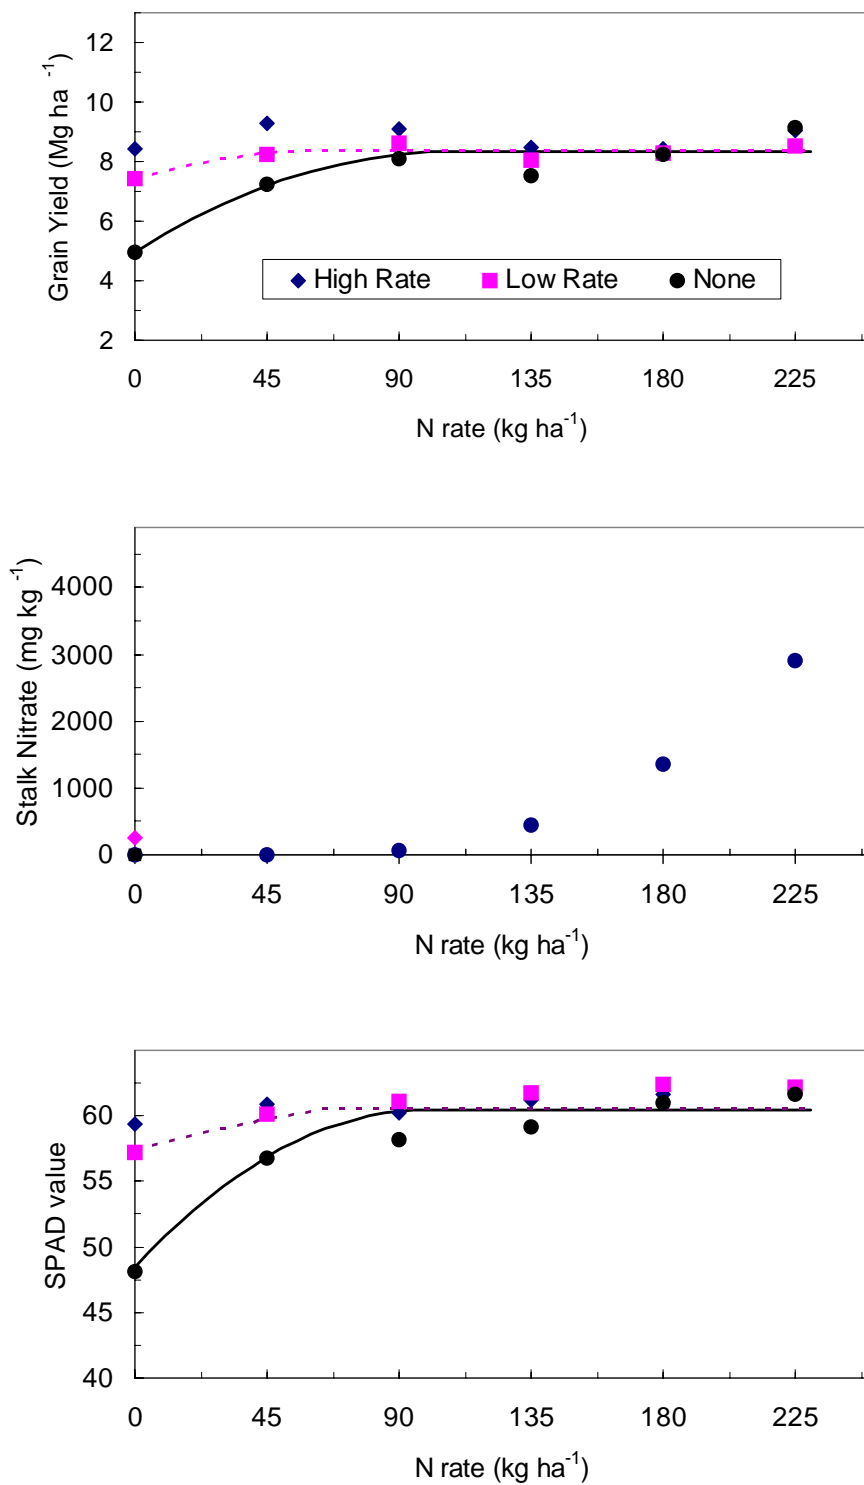 Grain Yield (Mg ha -1)
12
10
8
6
4
2
High Rate Low Rate None
0 45 90 135 180 225
N rate (kg ha-1)
Stalk Nitrate (mg kg -1)
4000
3000
2000
1000
0
0 45 90 135 180 225
N rate (kg ha-1)
SPAD value
60
55
50
45
40
0 45 90 135 180 225
N rate (kg ha-1)